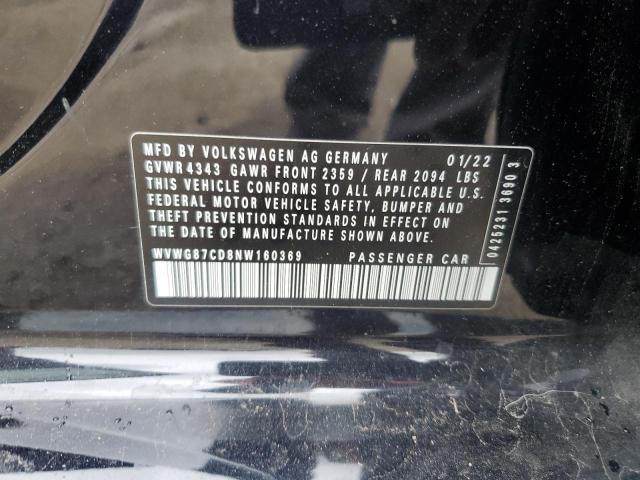 MFD BY VOLKSWAGEN AG GERMANY 01/22
GVWR 4343 GAWR FRONT 2359 / REAR 2094 LBS
THIS VEHICLE CONFORMS TO ALL APPLICABLE U.S.
FEDERAL MOTOR VEHICLE SAFETY, BUMPER AND
THEFT PREVENTION STANDARDS IN EFFECT ON
THE DATE OF MANUFACTURE SHOWN ABOVE.
WVWG87CD8NW160369 PASSENGER CAR
0425231 3690 3